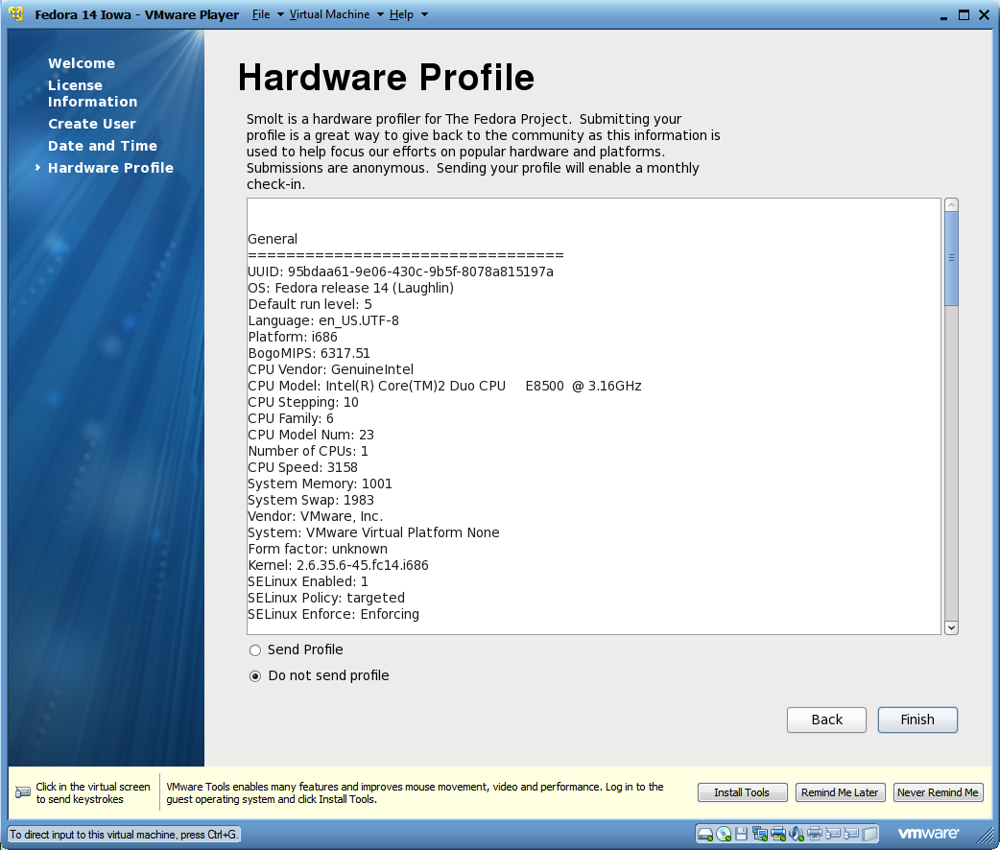 Fedora 14 Iowa - VMware Player File Virtual Machine Help
Welcome
License
Information
Create User
Date and Time
Hardware Profile
Hardware Profile
Smolt is a hardware profiler for The Fedora Project.  Submitting your
profile is a great way to give back to the community as this information is
used to help focus our efforts on popular hardware and platforms.
Submissions are anonymous.  Sending your profile will enable a monthly
check-in.
General
=================================
UUID: 95bdaa61-9e06-430c-9b5f-8078a815197a
OS: Fedora release 14 (Laughlin)
Default run level: 5
Language: en_US.UTF-8
Platform: i686
BogoMIPS: 6317.51
CPU Vendor: GenuineIntel
CPU Model: Intel(R) Core(TM)2 Duo CPU     E8500  @ 3.16GHz
CPU Stepping: 10
CPU Family: 6
CPU Model Num: 23
Number of CPUs: 1
CPU Speed: 3158
System Memory: 1001
System Swap: 1983
Vendor: VMware, Inc.
System: VMware Virtual Platform None
Form factor: unknown
Kernel: 2.6.35.6-45.fc14.i686
SELinux Enabled: 1
SELinux Policy: targeted
SELinux Enforce: Enforcing
Send Profile
Do not send profile
Back Finish
Click in the virtual screen
to send keystrokes
VMware Tools enables many features and improves mouse movement, video and performance. Log in to the
guest operating system and click Install Tools.
Install Tools Remind Me Later Never Remind Me
To direct input to this virtual machine, press Ctrl+G.
vmware